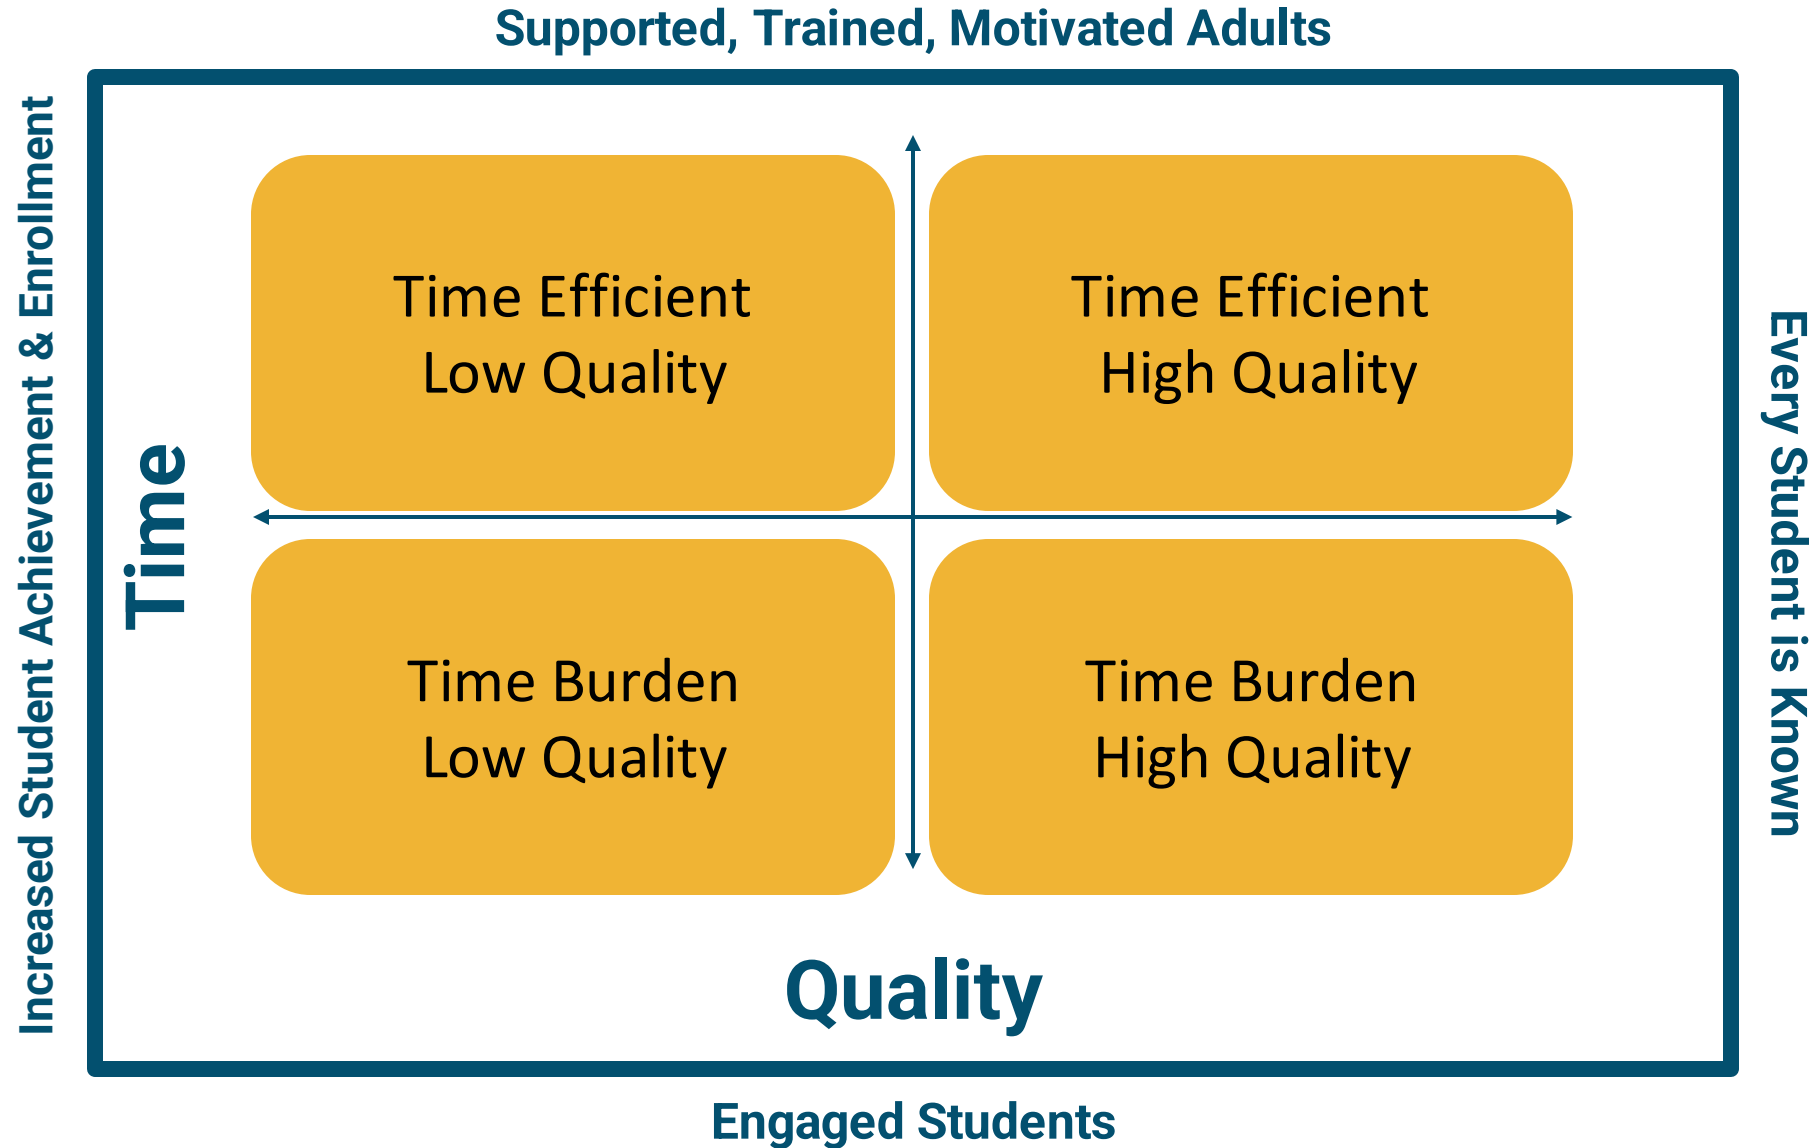 Supported, Trained, Motivated Adults
Increased Student Achievement & Enrollment
Time
Time Efficient
Low Quality
Time Efficient
High Quality
Time Burden
Low Quality
Time Burden
High Quality
Every Student is Known
Quality
Engaged Students